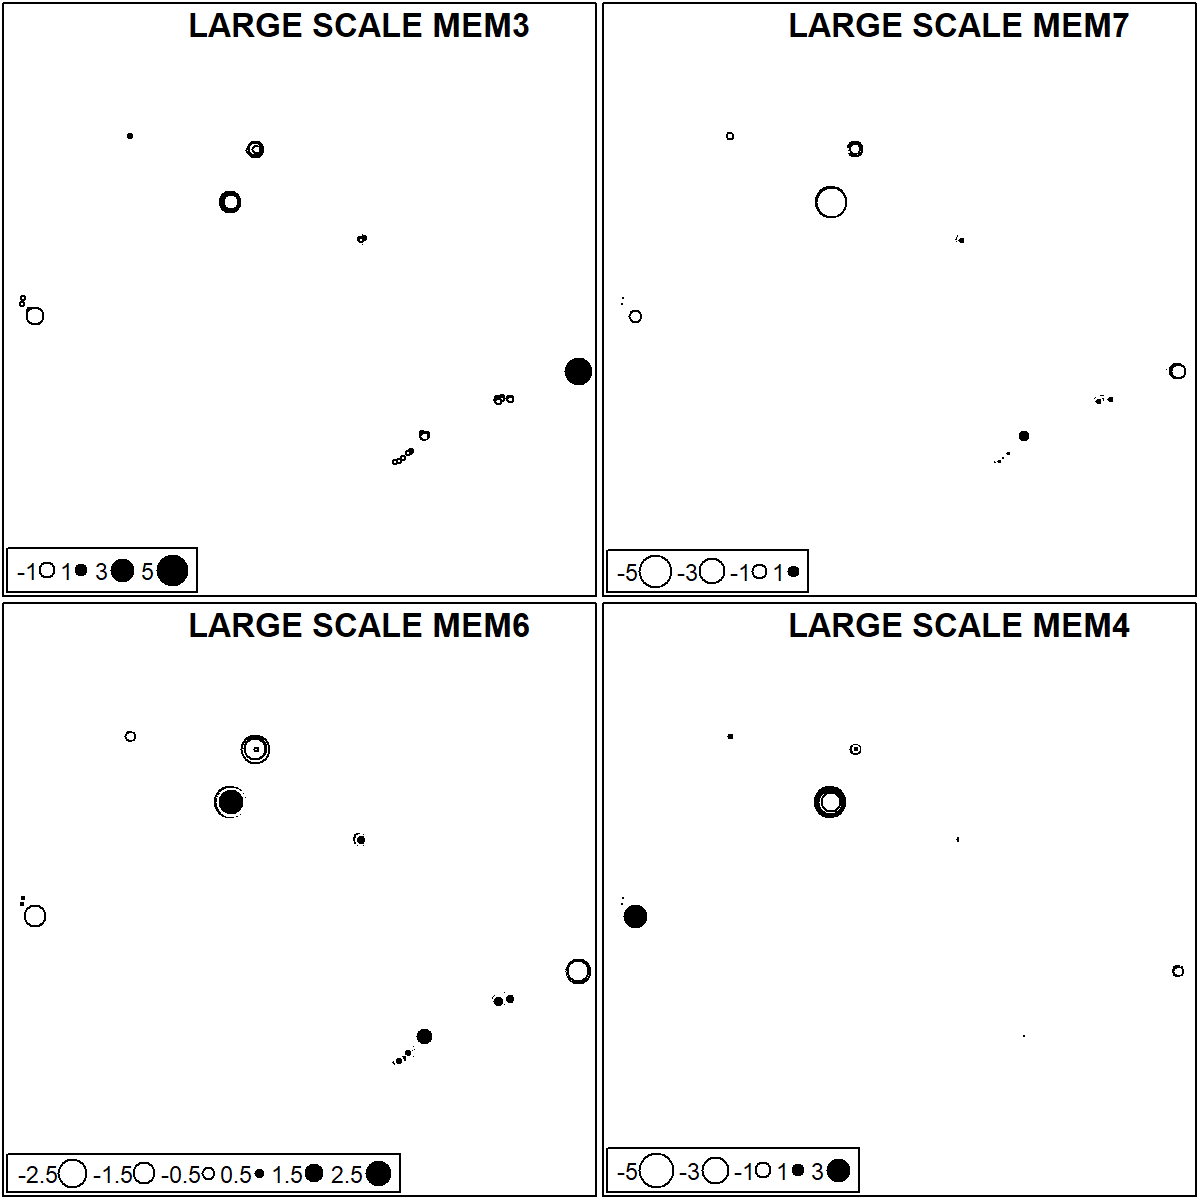 LARGE SCALE MEM3
-1 1 3 5
LARGE SCALE MEM7
-5 -3 -1 1
LARGE SCALE MEM6
-2.5 -1.5 -0.5 0.5 1.5 2.5
LARGE SCALE MEM4
-5 -3 -1 1 3